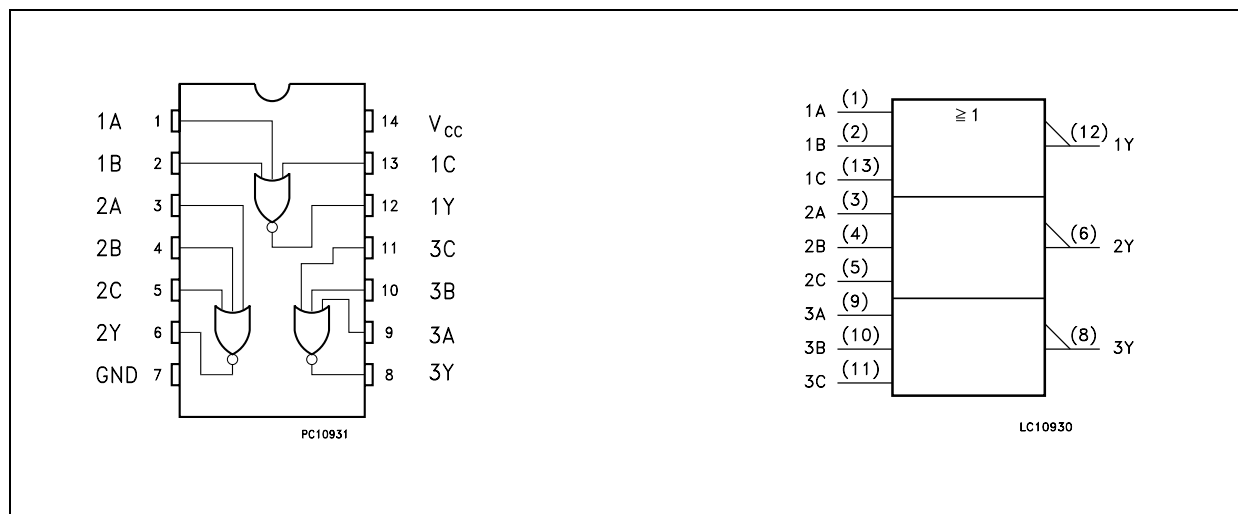 1A 1 14 V_CC
1B 2 13 1C
2A 3 12 1Y
2B 4 11 3C
2C 5 10 3B
2Y 6 9 3A
GND 7 8 3Y
PC10931
≧1
1A (1)
1B (2)
1C (13)
2A (3)
2B (4)
2C (5)
3A (9)
3B (10)
3C (11)
(12) 1Y
(6) 2Y
(8) 3Y
LC10930